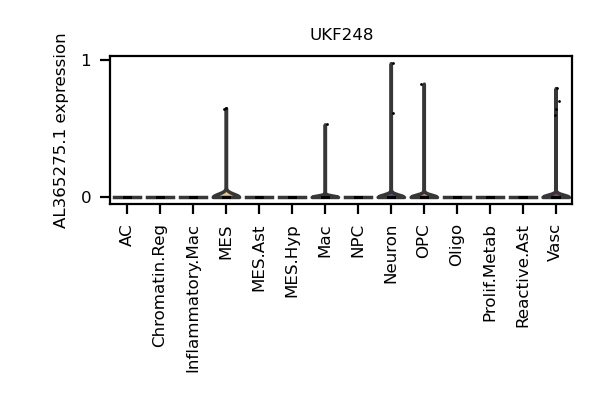 UKF248
AL365275.1 expression
1
0
AC
Chromatin.Reg
Inflammatory.Mac
MES
MES.Ast
MES.Hyp
Mac
NPC
Neuron
OPC
Oligo
Prolif.Metab
Reactive.Ast
Vasc